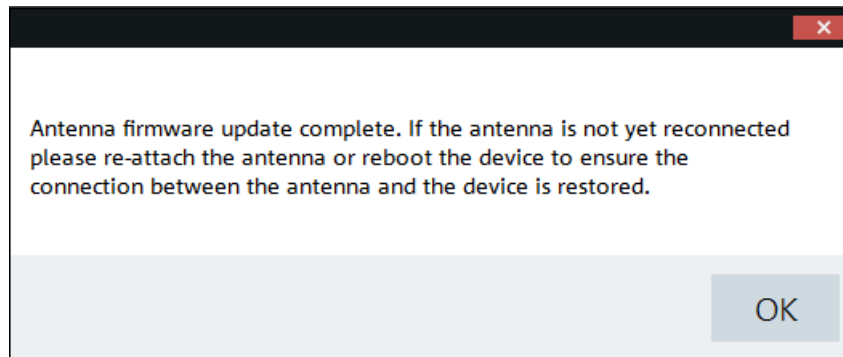 Antenna firmware update complete. If the antenna is not yet reconnected
please re-attach the antenna or reboot the device to ensure the
connection between the antenna and the device is restored.
OK